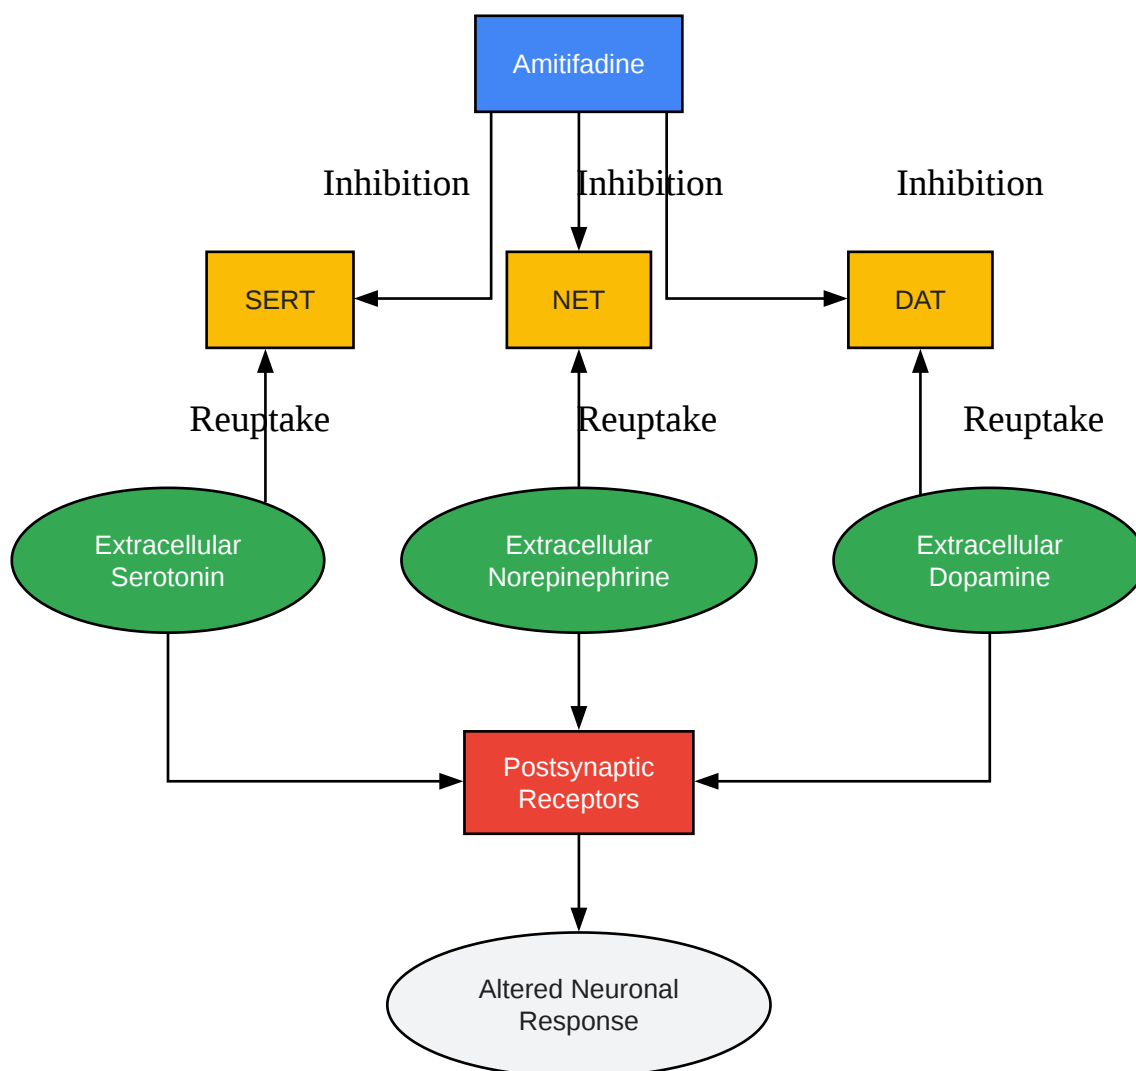 Amitifadine
Inhibition
Inhibition
Inhibition
SERT
NET
DAT
Reuptake
Reuptake
Reuptake
Extracellular
Serotonin
Extracellular
Norepinephrine
Extracellular
Dopamine
Postsynaptic
Receptors
Altered Neuronal
Response